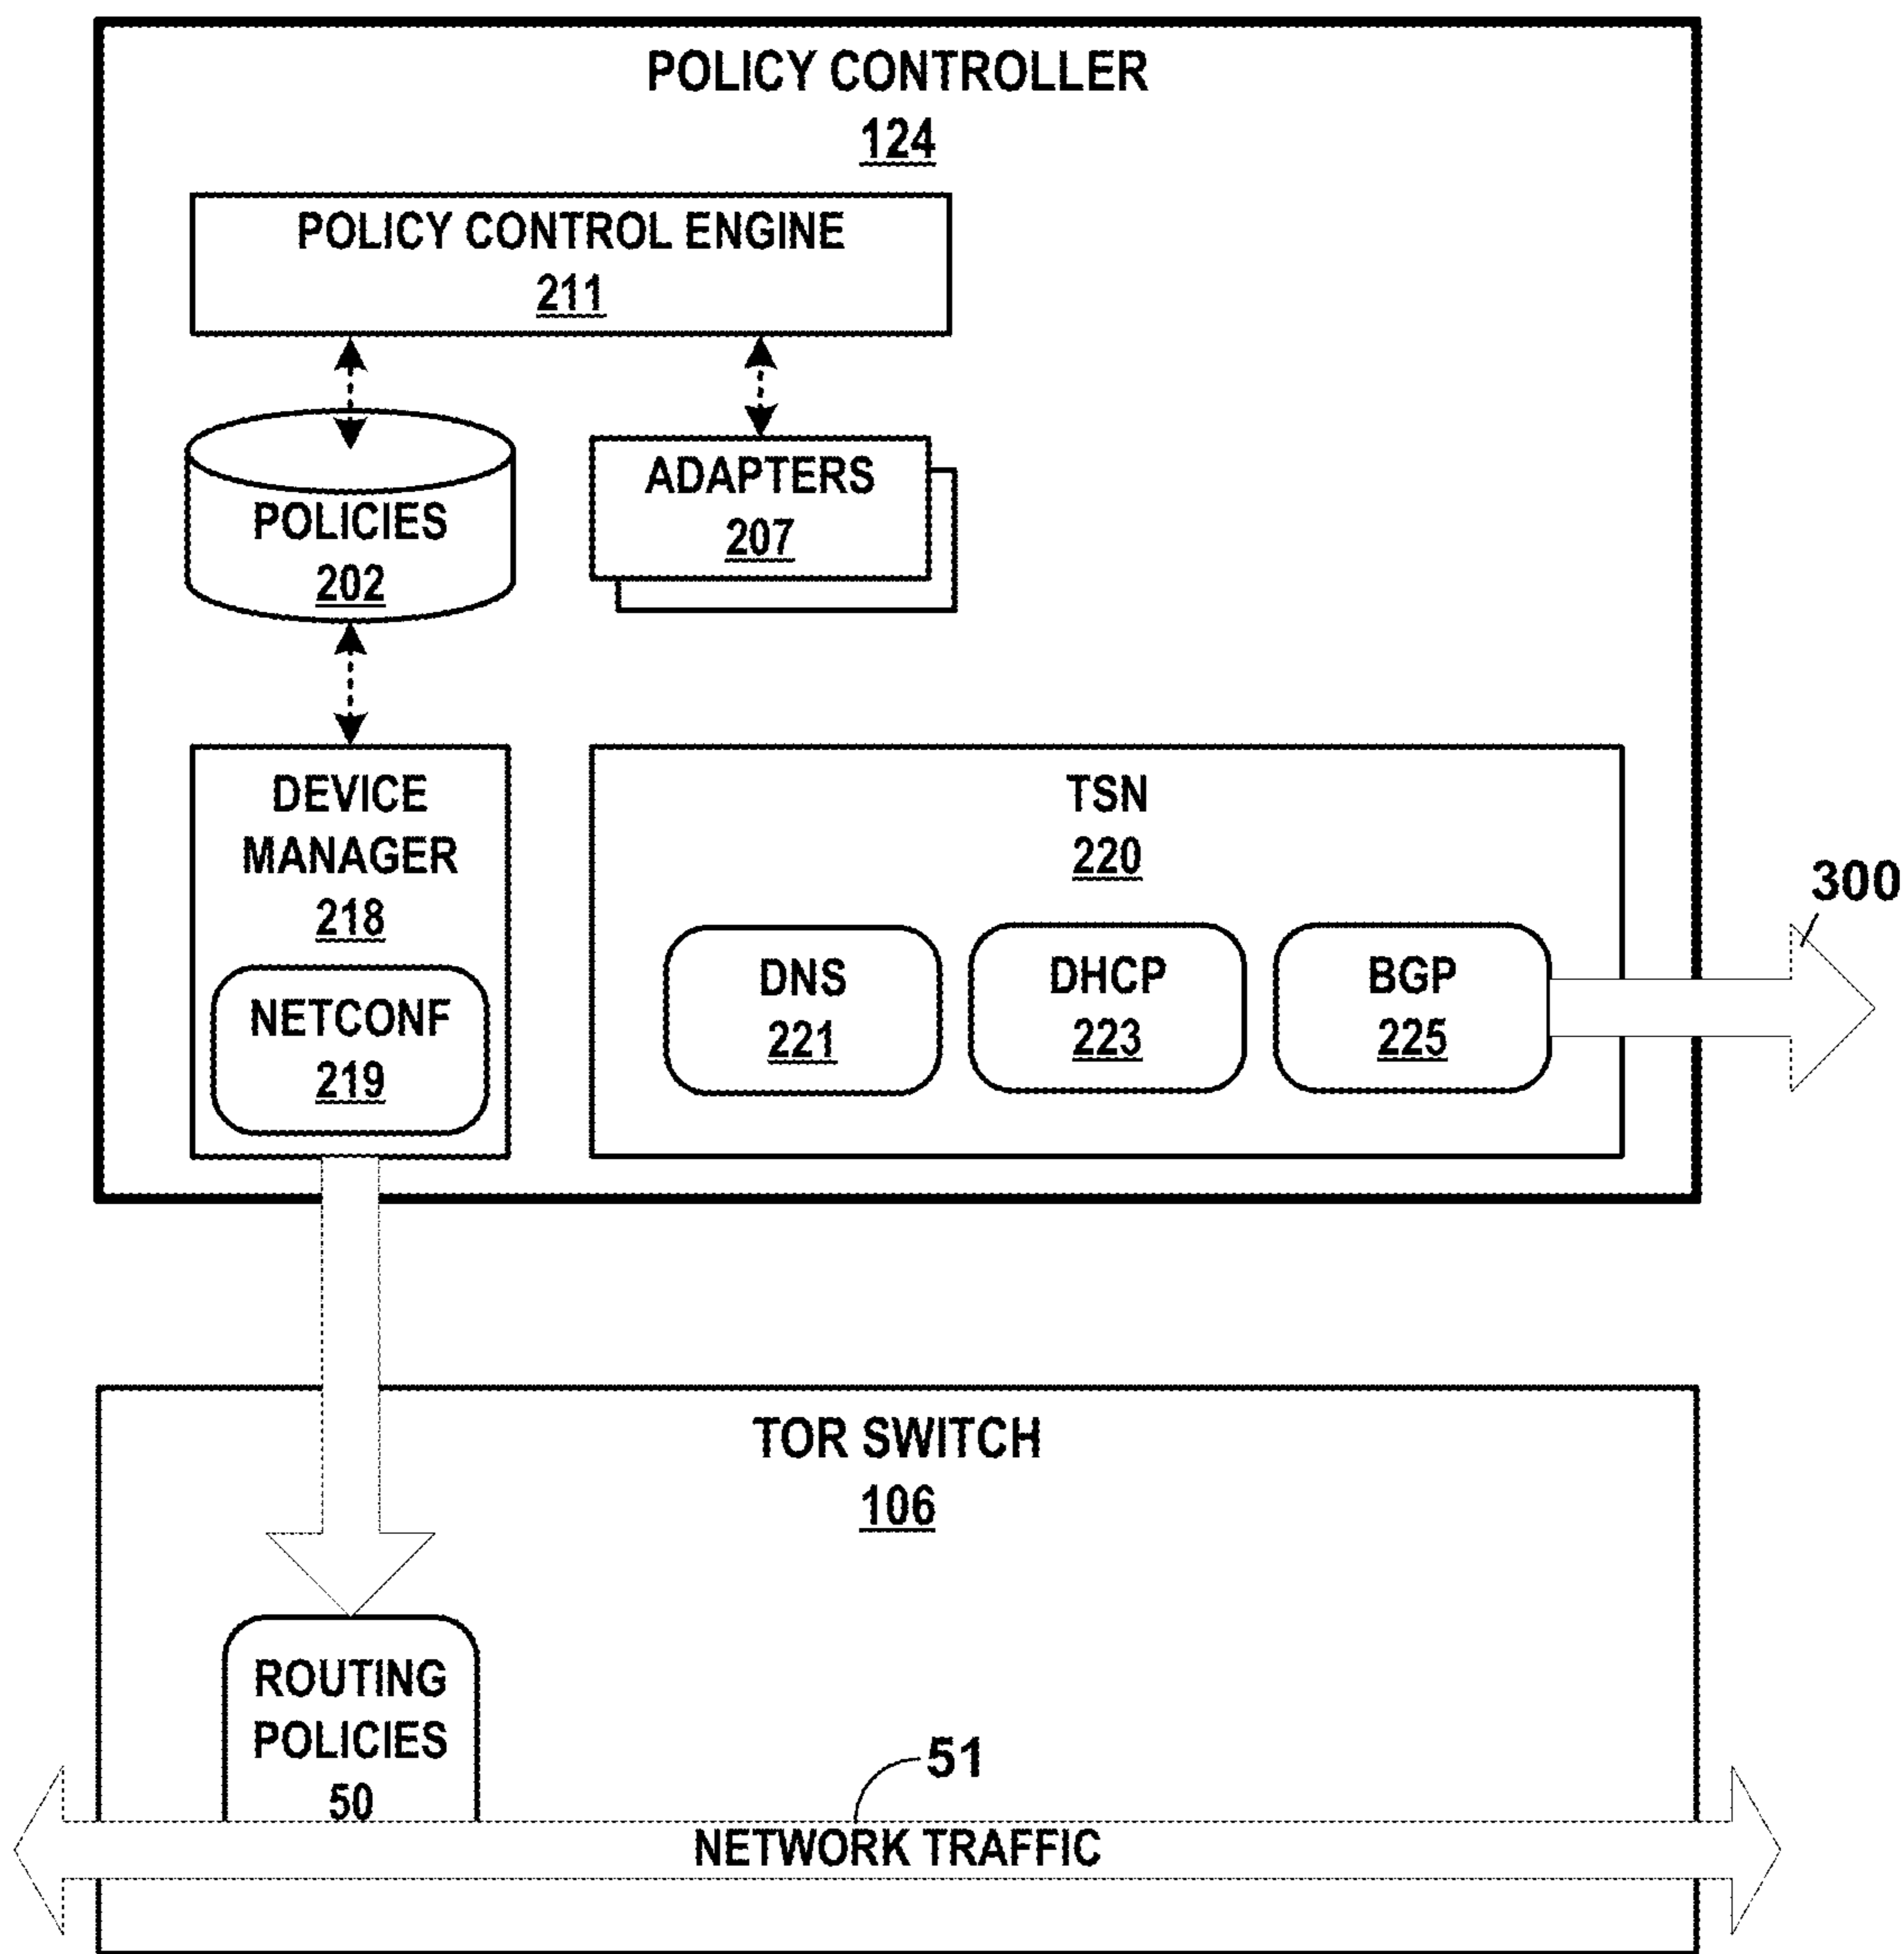 POLICY CONTROLLER
124
POLICY CONTROL ENGINE
211
POLICIES
202
ADAPTERS
207
DEVICE
MANAGER
218
NETCONF
219
TSN
220
DNS
221
DHCP
223
BGP
225
300
TOR SWITCH
106
ROUTING
POLICIES
50
51
NETWORK TRAFFIC